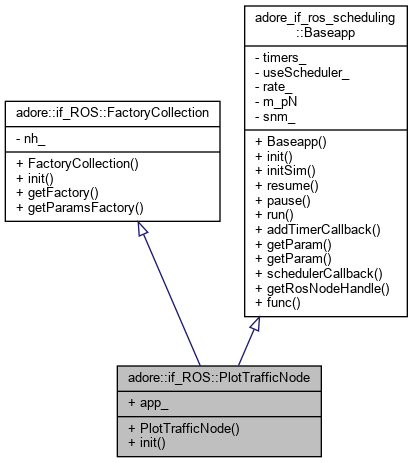 adore_if_ros_scheduling
::Baseapp
- timers_
- useScheduler_
- rate_
- m_pN
- snm_
+ Baseapp()
+ init()
+ initSim()
+ resume()
+ pause()
+ run()
+ addTimerCallback()
+ getParam()
+ getParam()
+ schedulerCallback()
+ getRosNodeHandle()
+ func()
adore::if_ROS::FactoryCollection
- nh_
+ FactoryCollection()
+ init()
+ getFactory()
+ getParamsFactory()
adore::if_ROS::PlotTrafficNode
+ app_
+ PlotTrafficNode()
+ init()